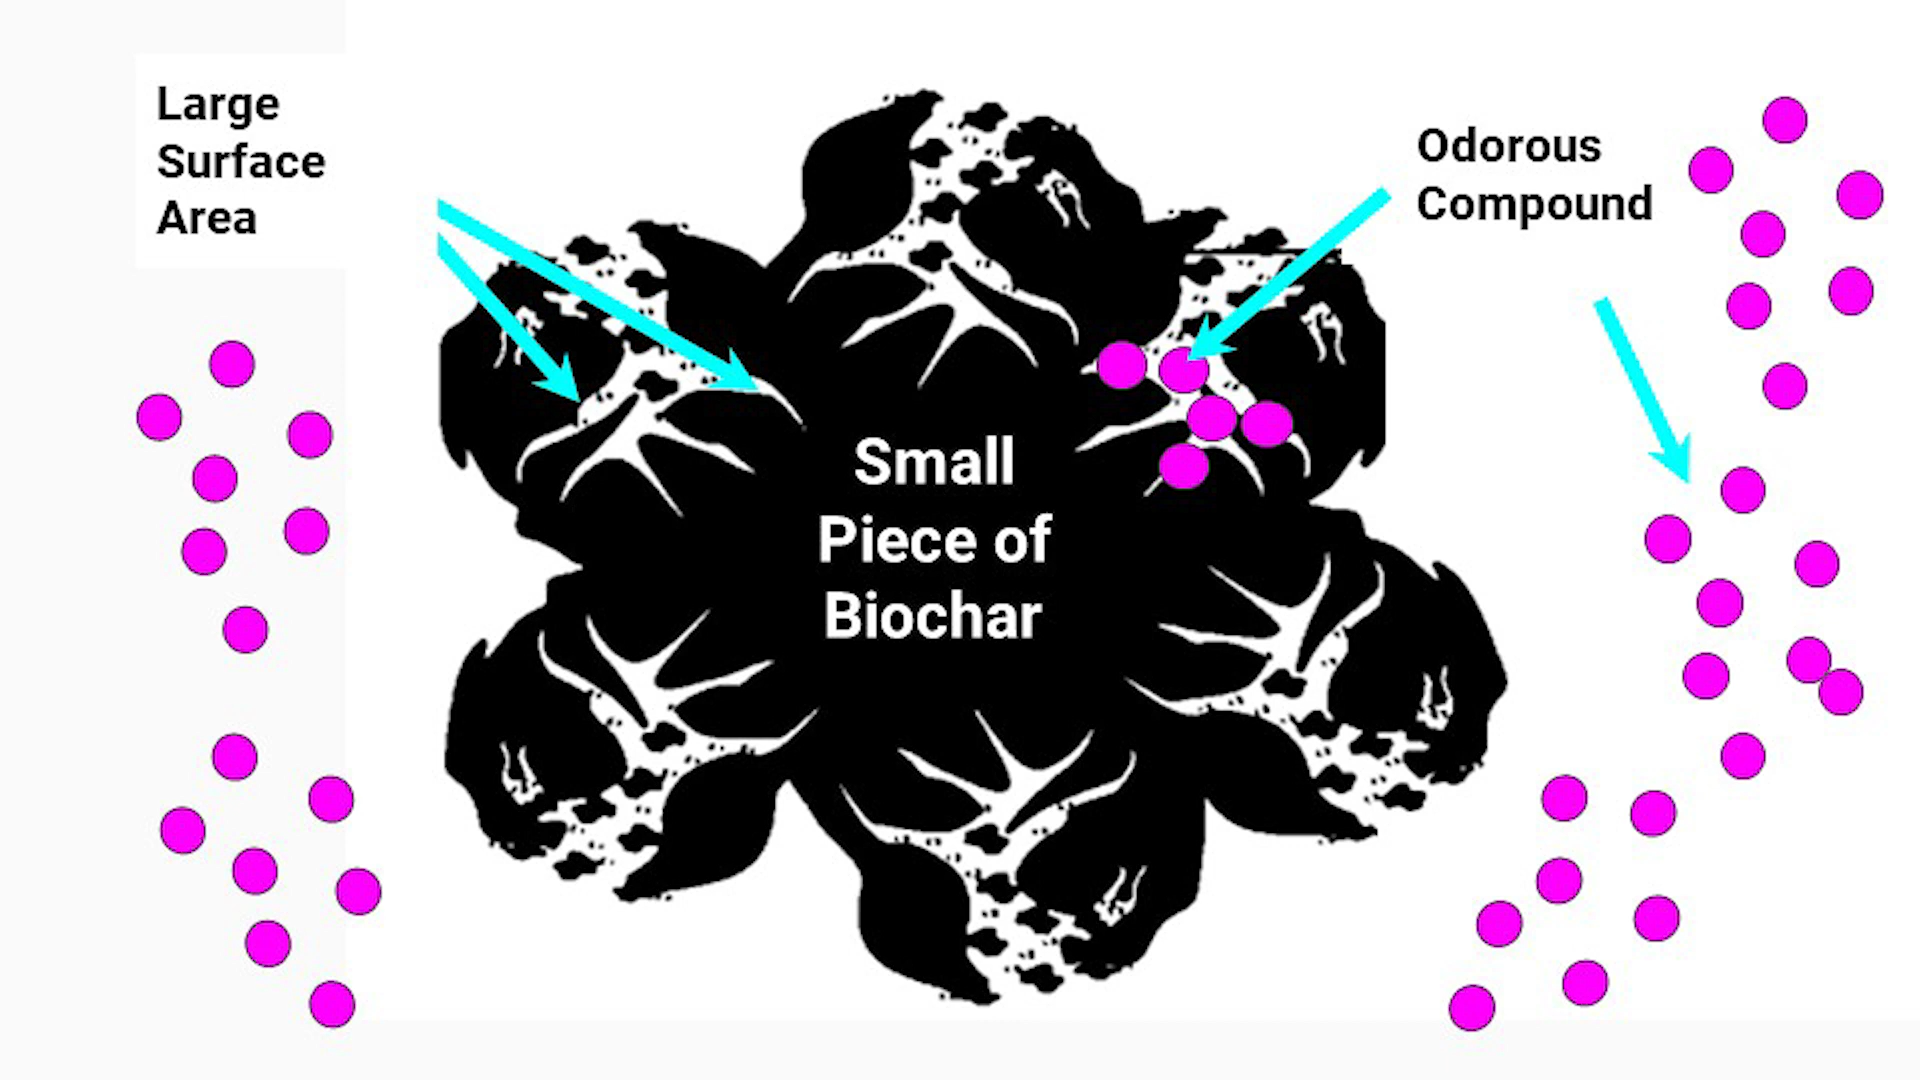 Large
Surface
Area
Odorous
Compound
Small
Piece of
Biochar